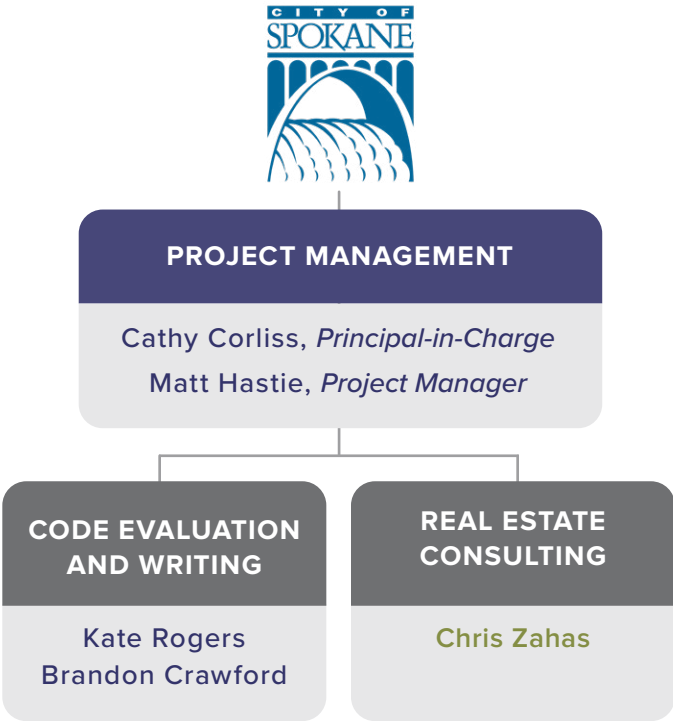 CITY OF
SPOKANE
PROJECT MANAGEMENT
Cathy Corliss, Principal-in-Charge
Matt Hastie, Project Manager
CODE EVALUATION
AND WRITING
Kate Rogers
Brandon Crawford
REAL ESTATE
CONSULTING
Chris Zahas